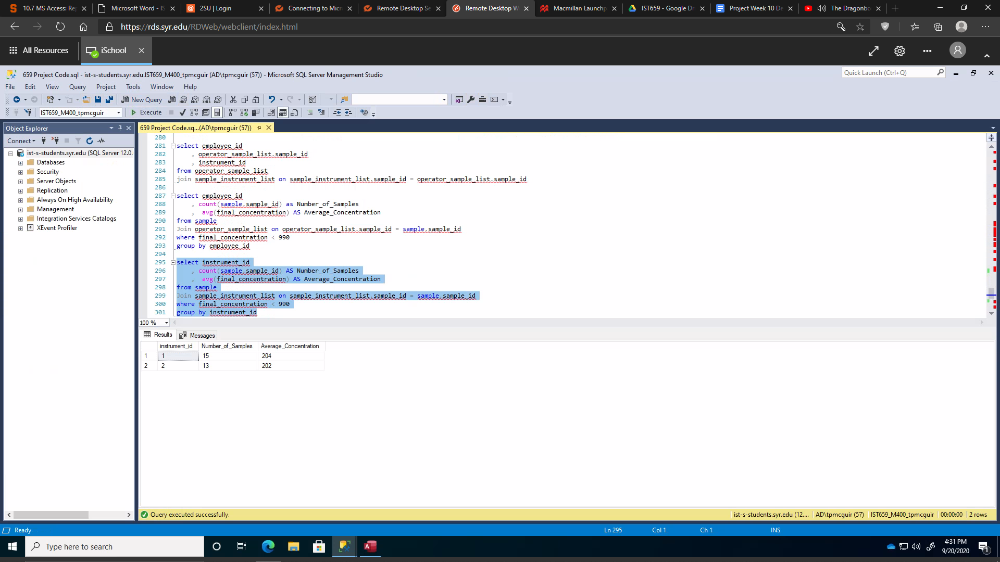 10.7 MS Access: Rep
Microsoft Word - IS
2SU | Login
Connecting to Micr
Remote Desktop Se
Remote Desktop W
Macmillan Launchp
IST659 - Google Dr
Project Week 10 De
The Dragonbo
https://rds.syr.edu/RDWeb/webclient/index.html
All Resources
iSchool
659 Project Code.sql - ist-s-students.syr.edu.IST659_M400_tpmcguir (AD\tpmcguir (57)) - Microsoft SQL Server Management Studio
Quick Launch (Ctrl+Q)
File Edit View Query Project Tools Window Help
New Query
MDX DMX XMLA DAX
IST659_M400_tpmcguir
Execute
Object Explorer
659 Project Code.sq...(AD\tpmcguir (57))
Connect
ist-s-students.syr.edu (SQL Server 12.0.
Databases
Security
Server Objects
Replication
Always On High Availability
Management
Integration Services Catalogs
XEvent Profiler
280
281 select employee_id
282 , operator_sample_list.sample_id
283 , instrument_id
284 from operator_sample_list
285 join sample_instrument_list on sample_instrument_list.sample_id = operator_sample_list.sample_id
286
287 select employee_id
288 , count(sample.sample_id) as Number_of_Samples
289 , avg(final_concentration) AS Average_Concentration
290 from sample
291 Join operator_sample_list on operator_sample_list.sample_id = sample.sample_id
292 where final_concentration < 990
293 group by employee_id
294
295 select instrument_id
296 , count(sample.sample_id) AS Number_of_Samples
297 , avg(final_concentration) AS Average_Concentration
298 from sample
299 Join sample_instrument_list on sample_instrument_list.sample_id = sample.sample_id
300 where final_concentration < 990
301 group by instrument_id
100 %
Results Messages
instrument_id Number_of_Samples Average_Concentration
1 1 15 204
2 2 13 202
Query executed successfully.
ist-s-students.syr.edu (12.... AD\tpmcguir (57) IST659_M400_tpmcguir 00:00:00 2 rows
Ready
Ln 295 Col 1 Ch 1 INS
Type here to search
4:31 PM
9/20/2020
1